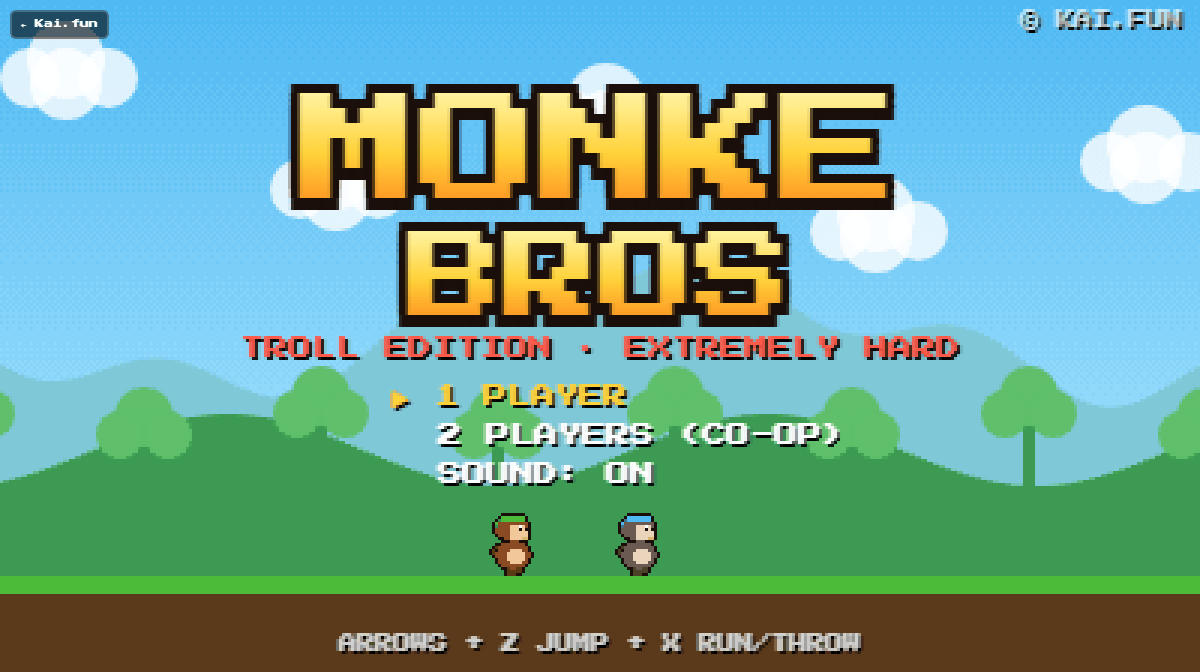 ← Kai.fun
© KAI.FUN
MONKE
BROS
TROLL EDITION · EXTREMELY HARD
▶ 1 PLAYER
2 PLAYERS (CO-OP)
SOUND: ON
ARROWS + Z JUMP + X RUN/THROW